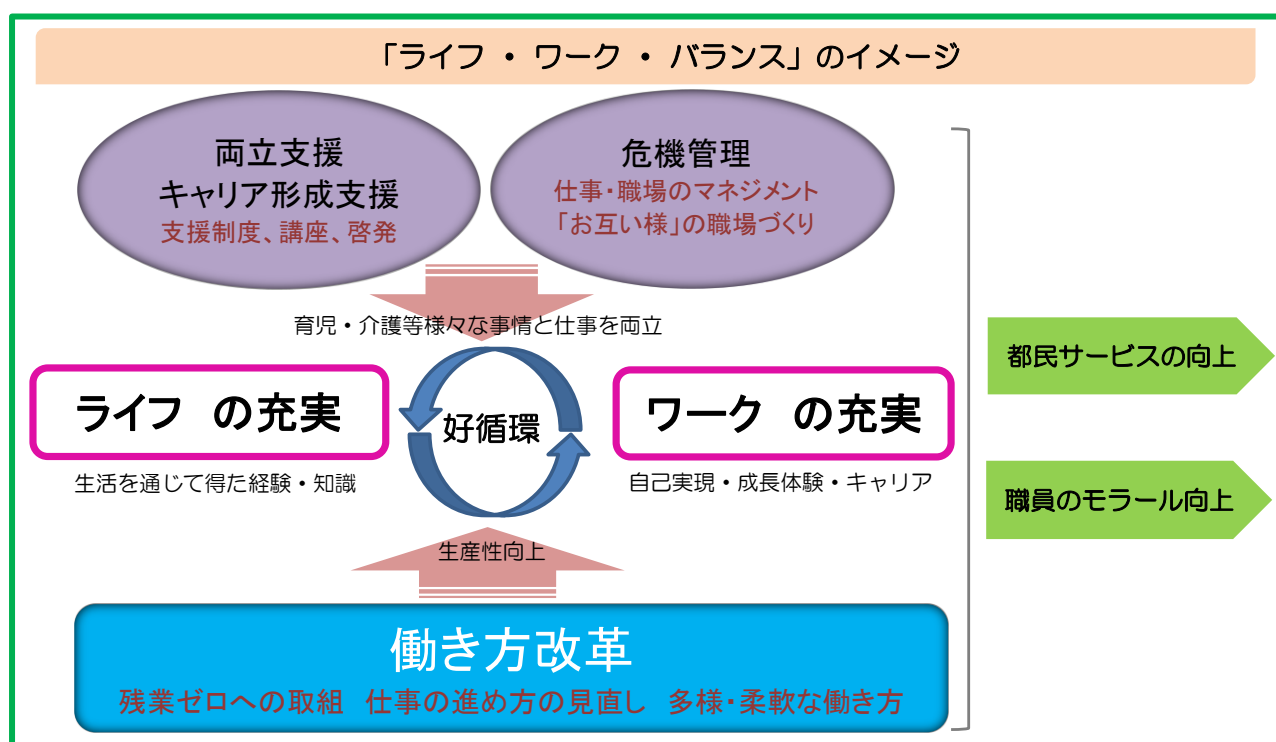 「ライフ ・ ワーク ・ バランス」のイメージ
両立支援
キャリア形成支援
支援制度、講座、啓発
危機管理
仕事・職場のマネジメント
「お互い様」の職場づくり
育児・介護等様々な事情と仕事を両立
ライフ の充実
好循環
ワーク の充実
生活を通じて得た経験・知識
自己実現・成長体験・キャリア
生産性向上
働き方改革
残業ゼロへの取組 仕事の進め方の見直し 多様・柔軟な働き方
都民サービスの向上
職員のモラール向上